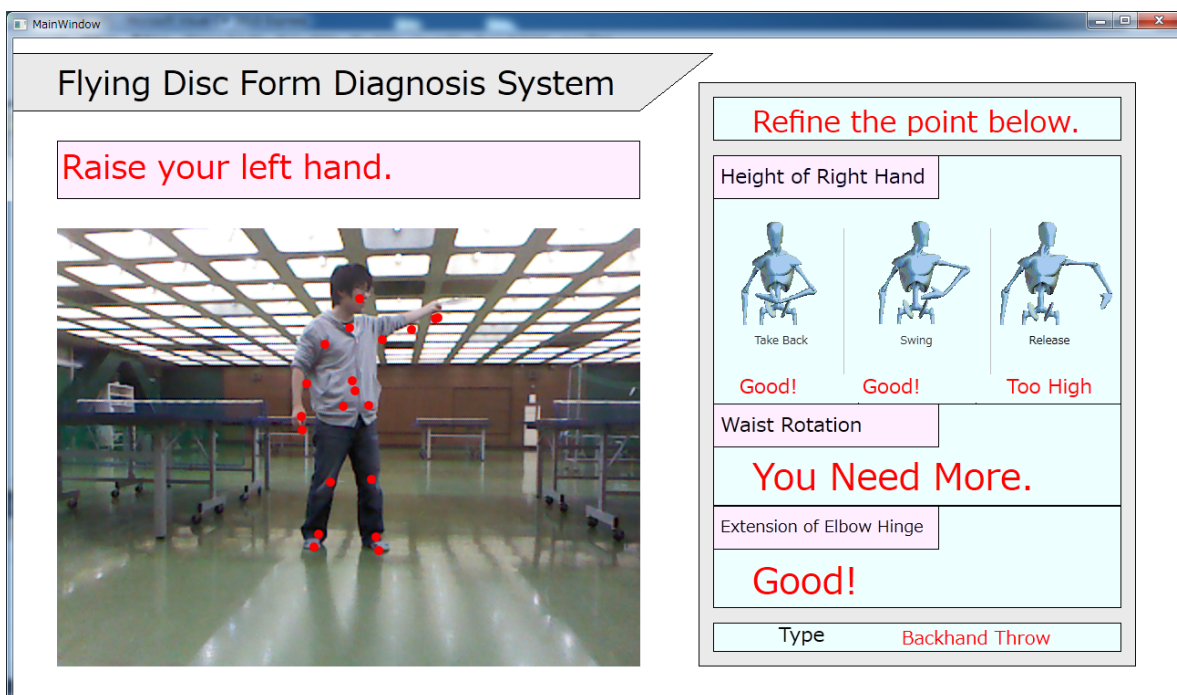 MainWindow
Flying Disc Form Diagnosis System
Raise your left hand.
Refine the point below.
Height of Right Hand
Take Back
Swing
Release
Good!
Good!
Too High
Waist Rotation
You Need More.
Extension of Elbow Hinge
Good!
Type
Backhand Throw